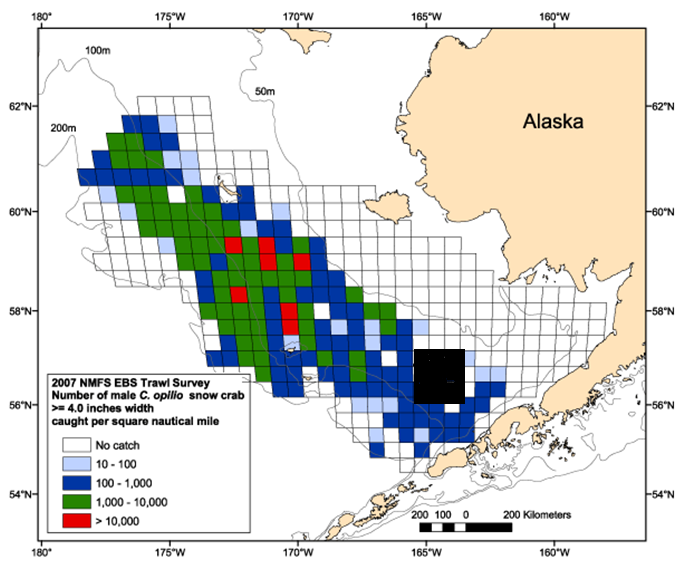 180° 175°W 170°W 165°W 160°W
100m
50m
62°N 62°N
Alaska
200m
60°N 60°N
58°N 58°N
2007 NMFS EBS Trawl Survey
Number of male C. opilio snow crab
>= 4.0 inches width
caught per square nautical mile
56°N 56°N
No catch
10 - 100
100 - 1,000
1,000 - 10,000
> 10,000
54°N 54°N
200 100 0 200 Kilometers
180° 175°W 170°W 165°W 160°W